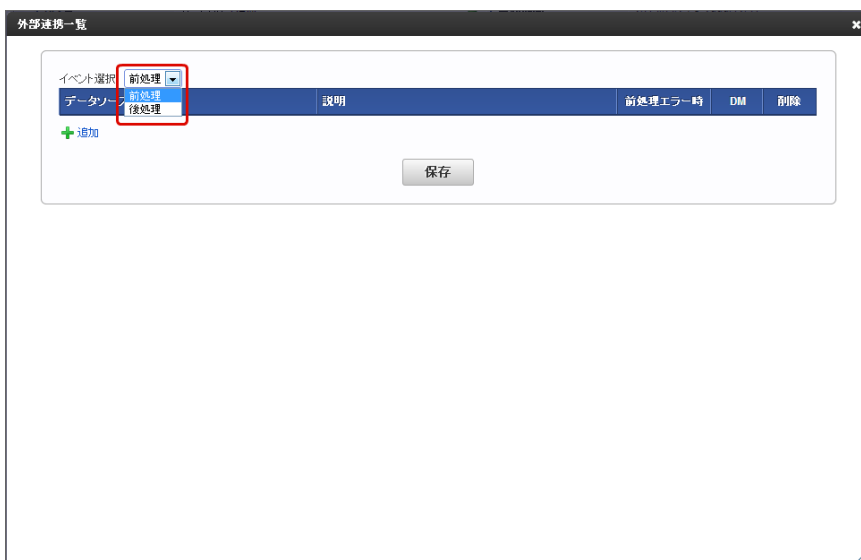 外部連携一覧
イベント選択 前処理
前処理
後処理
データソース 説明 前処理エラー時 DM 削除
追加
保存